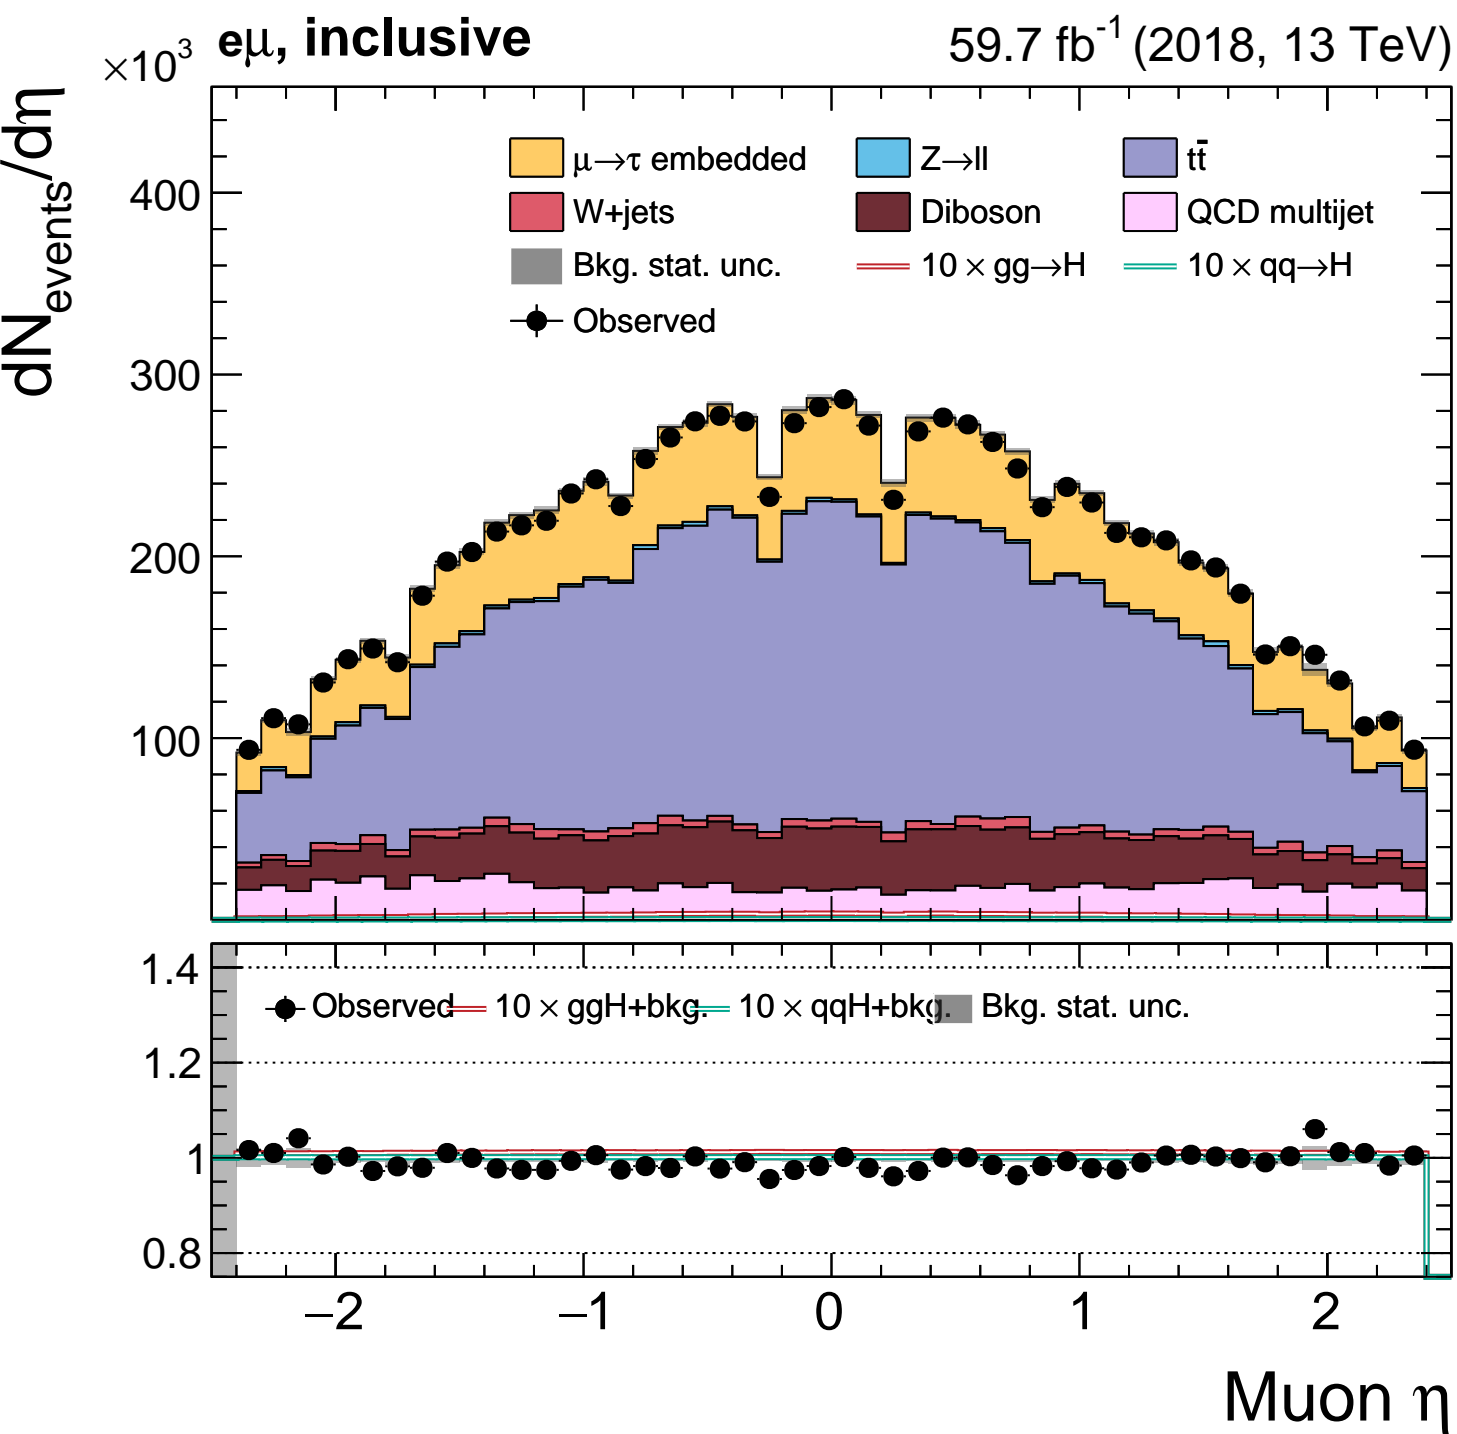 ×10³ eμ, inclusive 59.7 fb⁻¹ (2018, 13 TeV)
dN_events/dη
μ→τ embedded Z→ll tt̄
W+jets Diboson QCD multijet
Bkg. stat. unc. 10 × gg→H 10 × qq→H
Observed
400
300
200
100
1.4
Observed 10 × ggH+bkg. 10 × qqH+bkg. Bkg. stat. unc.
1.2
1
0.8
−2 −1 0 1 2
Muon η